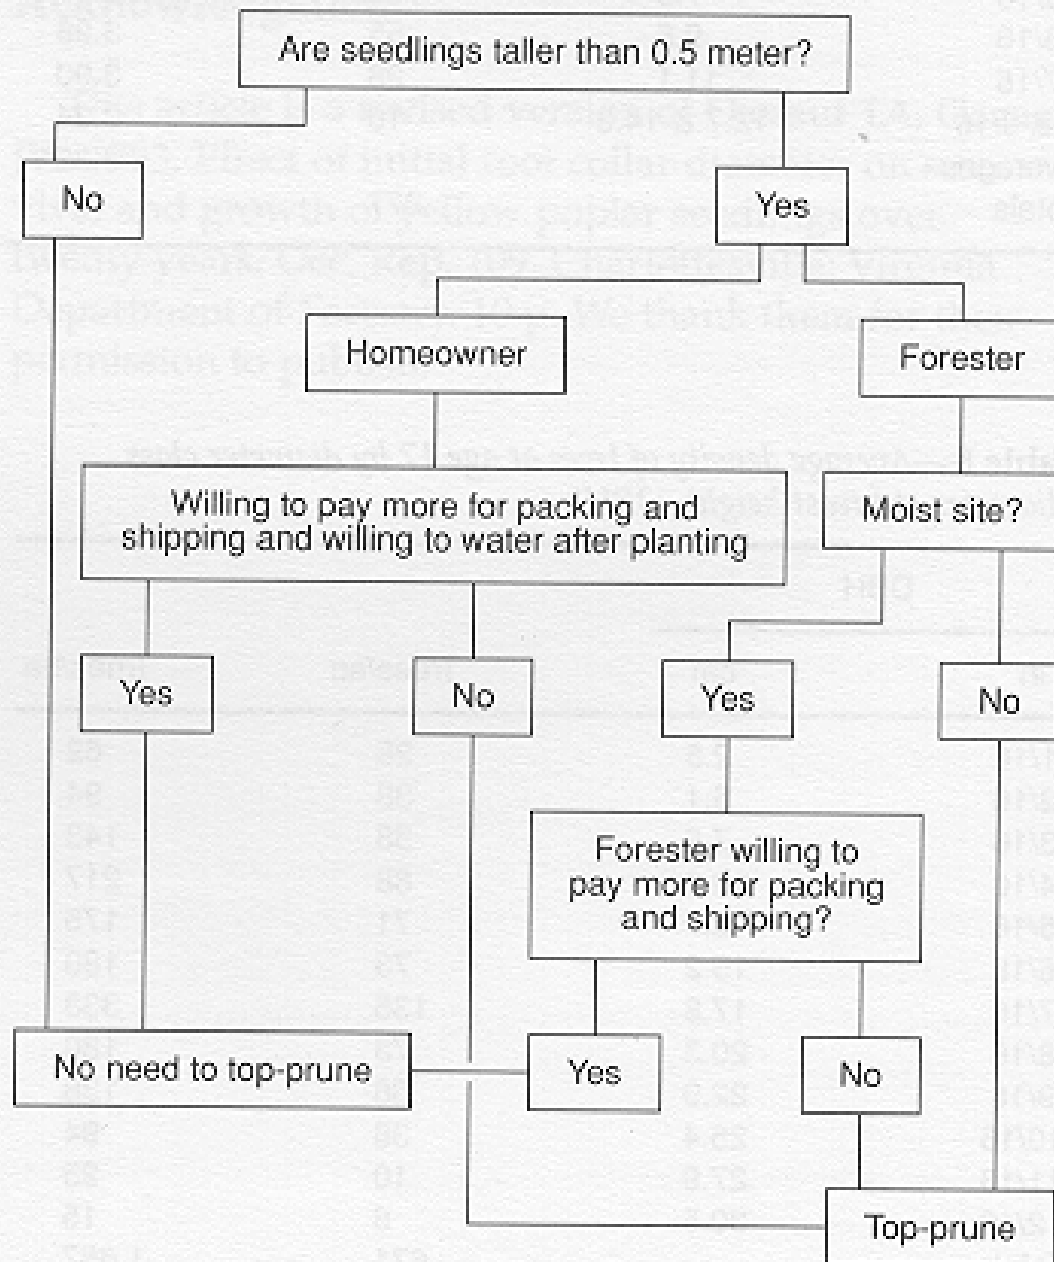 Are seedlings taller than 0.5 meter?
No
Yes
Homeowner
Forester
Willing to pay more for packing and
shipping and willing to water after planting
Moist site?
Yes
No
Yes
No
Forester willing to
pay more for packing
and shipping?
No need to top-prune
Yes
No
Top-prune